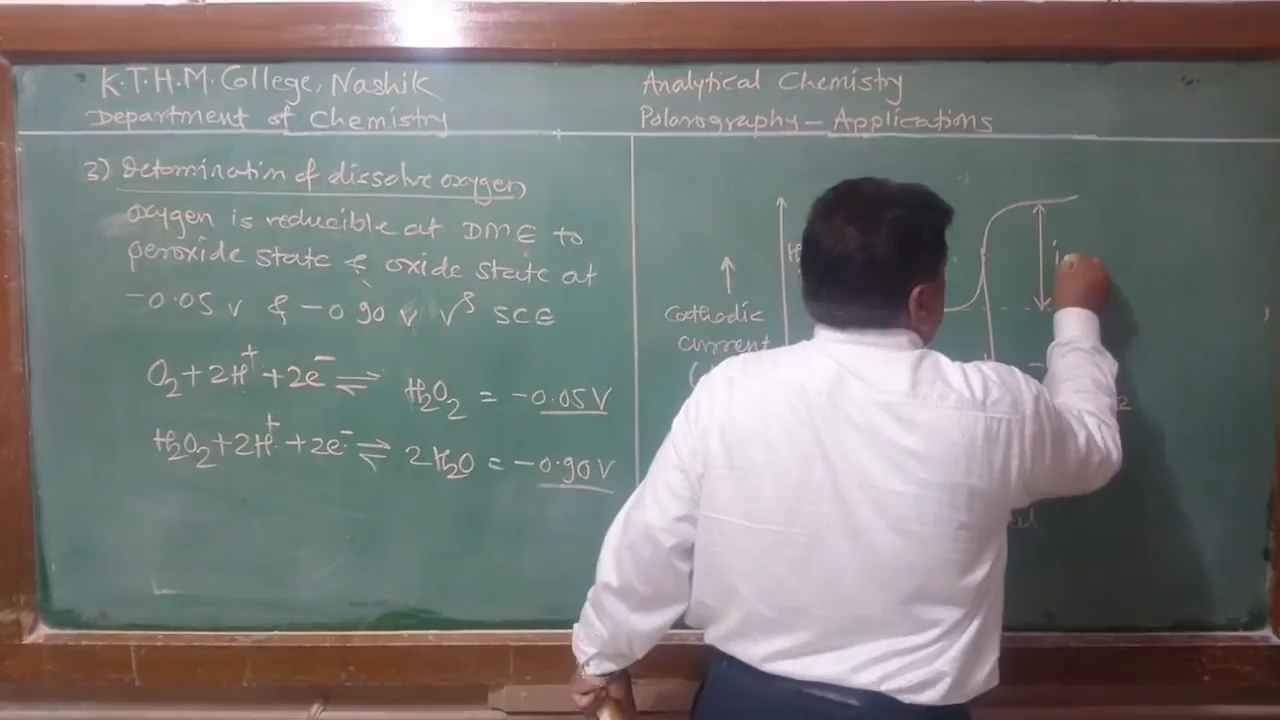 K.T.H.M. College, Nashik
Department of Chemistry
Analytical Chemistry
Polarography - Applications
3) Determination of dissolve oxygen
oxygen is reducible at DME to
peroxide state & oxide state at
-0.05 v & -0.90 v vs SCE
O₂ + 2H⁺ + 2e⁻ ⇌ H₂O₂ = -0.05V
H₂O₂ + 2H⁺ + 2e⁻ ⇌ 2H₂O = -0.90V
↑
Cathodic
current